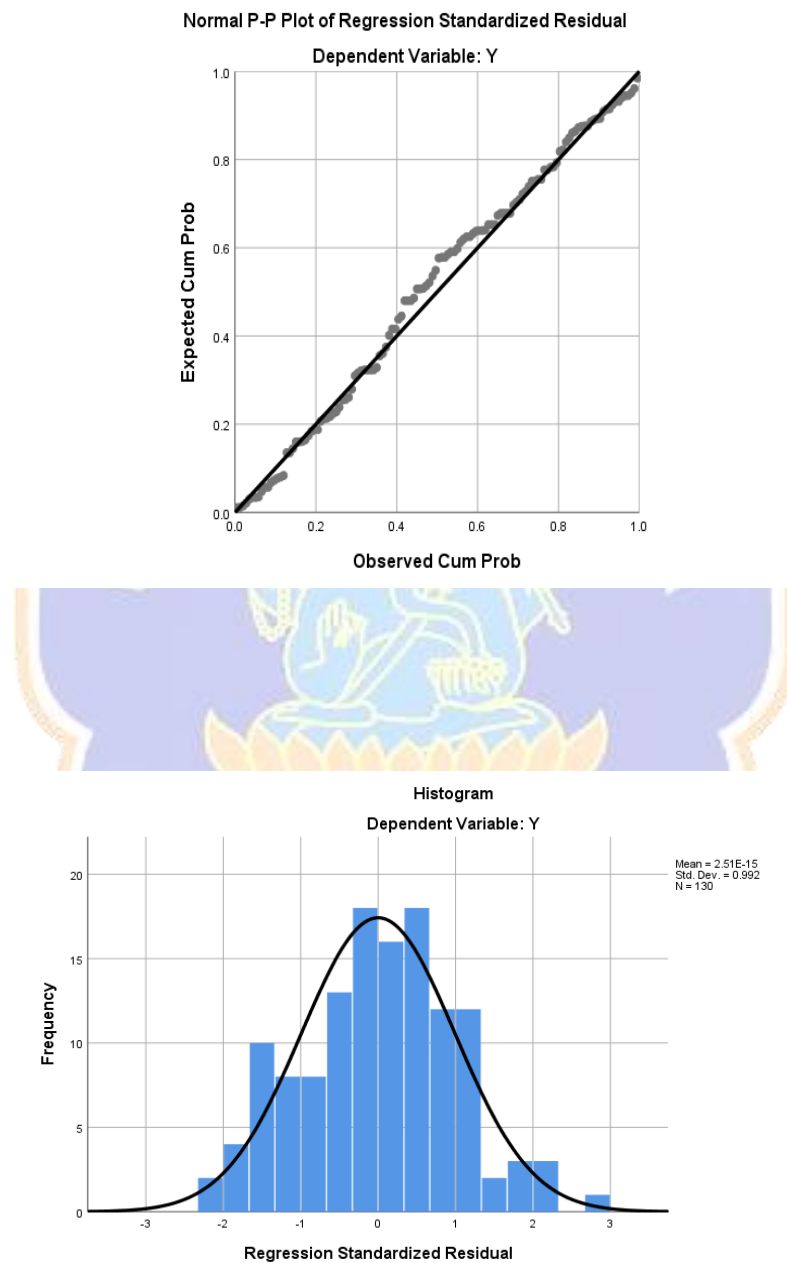 Normal P-P Plot of Regression Standardized Residual
Dependent Variable: Y
1.0
0.8
0.6
0.4
0.2
0.0
Expected Cum Prob
0.0 0.2 0.4 0.6 0.8 1.0
Observed Cum Prob
Histogram
Dependent Variable: Y
Mean = 2.51E-15
Std. Dev. = 0.992
N = 130
20
15
10
5
0
Frequency
-3 -2 -1 0 1 2 3
Regression Standardized Residual